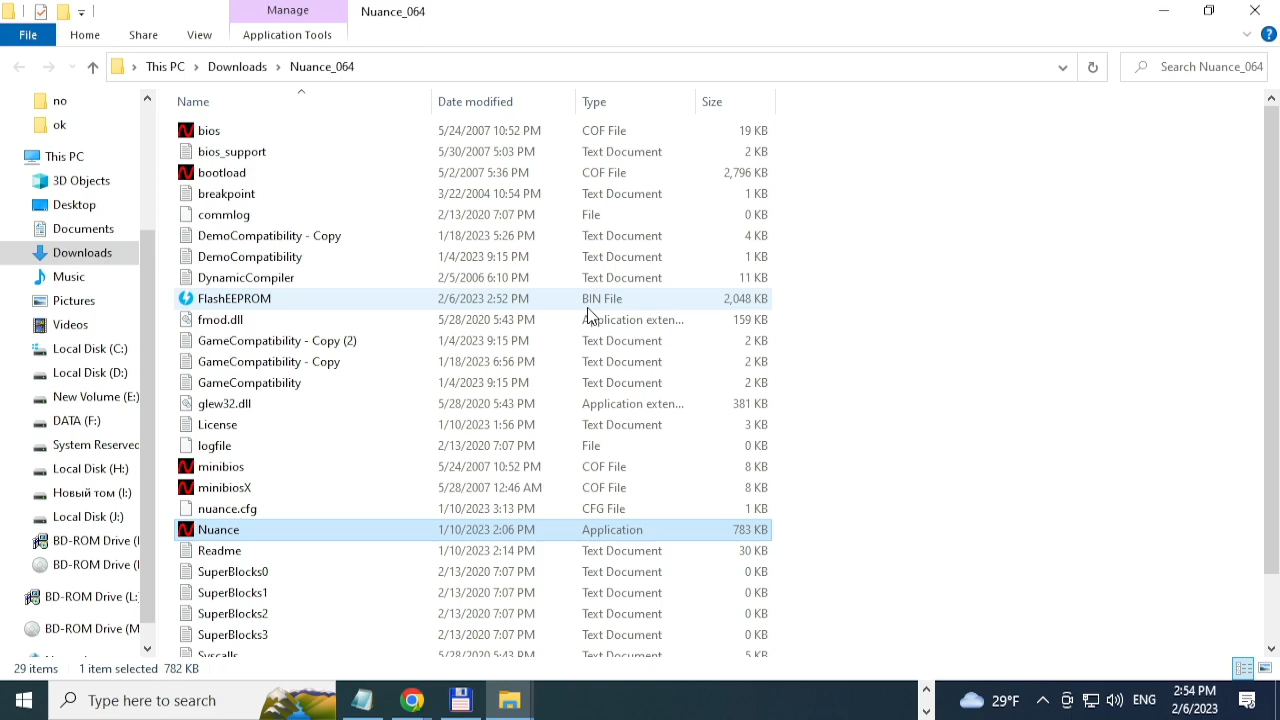 Manage
Nuance_064
File
Home
Share
View
Application Tools
This PC
Downloads
Nuance_064
Search Nuance_064
no
ok
This PC
3D Objects
Desktop
Documents
Downloads
Music
Pictures
Videos
Local Disk (C:)
Local Disk (D:)
New Volume (E:)
DATA (F:)
System Reserved
Local Disk (H:)
Новый том (I:)
Local Disk (J:)
BD-ROM Drive (
BD-ROM Drive (
BD-ROM Drive (L:
BD-ROM Drive (M
Name Date modified Type Size
bios 5/24/2007 10:52 PM COF File 19 KB
bios_support 5/30/2007 5:03 PM Text Document 2 KB
bootload 5/2/2007 5:36 PM COF File 2,796 KB
breakpoint 3/22/2004 10:54 PM Text Document 1 KB
commlog 2/13/2020 7:07 PM File 0 KB
DemoCompatibility - Copy 1/18/2023 5:26 PM Text Document 4 KB
DemoCompatibility 1/4/2023 9:15 PM Text Document 1 KB
DynamicCompiler 2/5/2006 6:10 PM Text Document 11 KB
FlashEEPROM 2/6/2023 2:52 PM BIN File 2,048 KB
fmod.dll 5/28/2020 5:43 PM Application exten... 159 KB
GameCompatibility - Copy (2) 1/4/2023 9:15 PM Text Document 2 KB
GameCompatibility - Copy 1/18/2023 6:56 PM Text Document 2 KB
GameCompatibility 1/4/2023 9:15 PM Text Document 2 KB
glew32.dll 5/28/2020 5:43 PM Application exten... 381 KB
License 1/10/2023 1:56 PM Text Document 3 KB
logfile 2/13/2020 7:07 PM File 0 KB
minibios 5/24/2007 10:52 PM COF File 8 KB
minibiosX 5/28/2007 12:46 AM COF File 8 KB
nuance.cfg 1/10/2023 3:13 PM CFG File 1 KB
Nuance 1/10/2023 2:06 PM Application 783 KB
Readme 1/10/2023 2:14 PM Text Document 30 KB
SuperBlocks0 2/13/2020 7:07 PM Text Document 0 KB
SuperBlocks1 2/13/2020 7:07 PM Text Document 0 KB
SuperBlocks2 2/13/2020 7:07 PM Text Document 0 KB
SuperBlocks3 2/13/2020 7:07 PM Text Document 0 KB
Syscalls 5/28/2020 5:43 PM Text Document 5 KB
29 items 1 item selected 782 KB
Type here to search
29°F
ENG
2:54 PM
2/6/2023